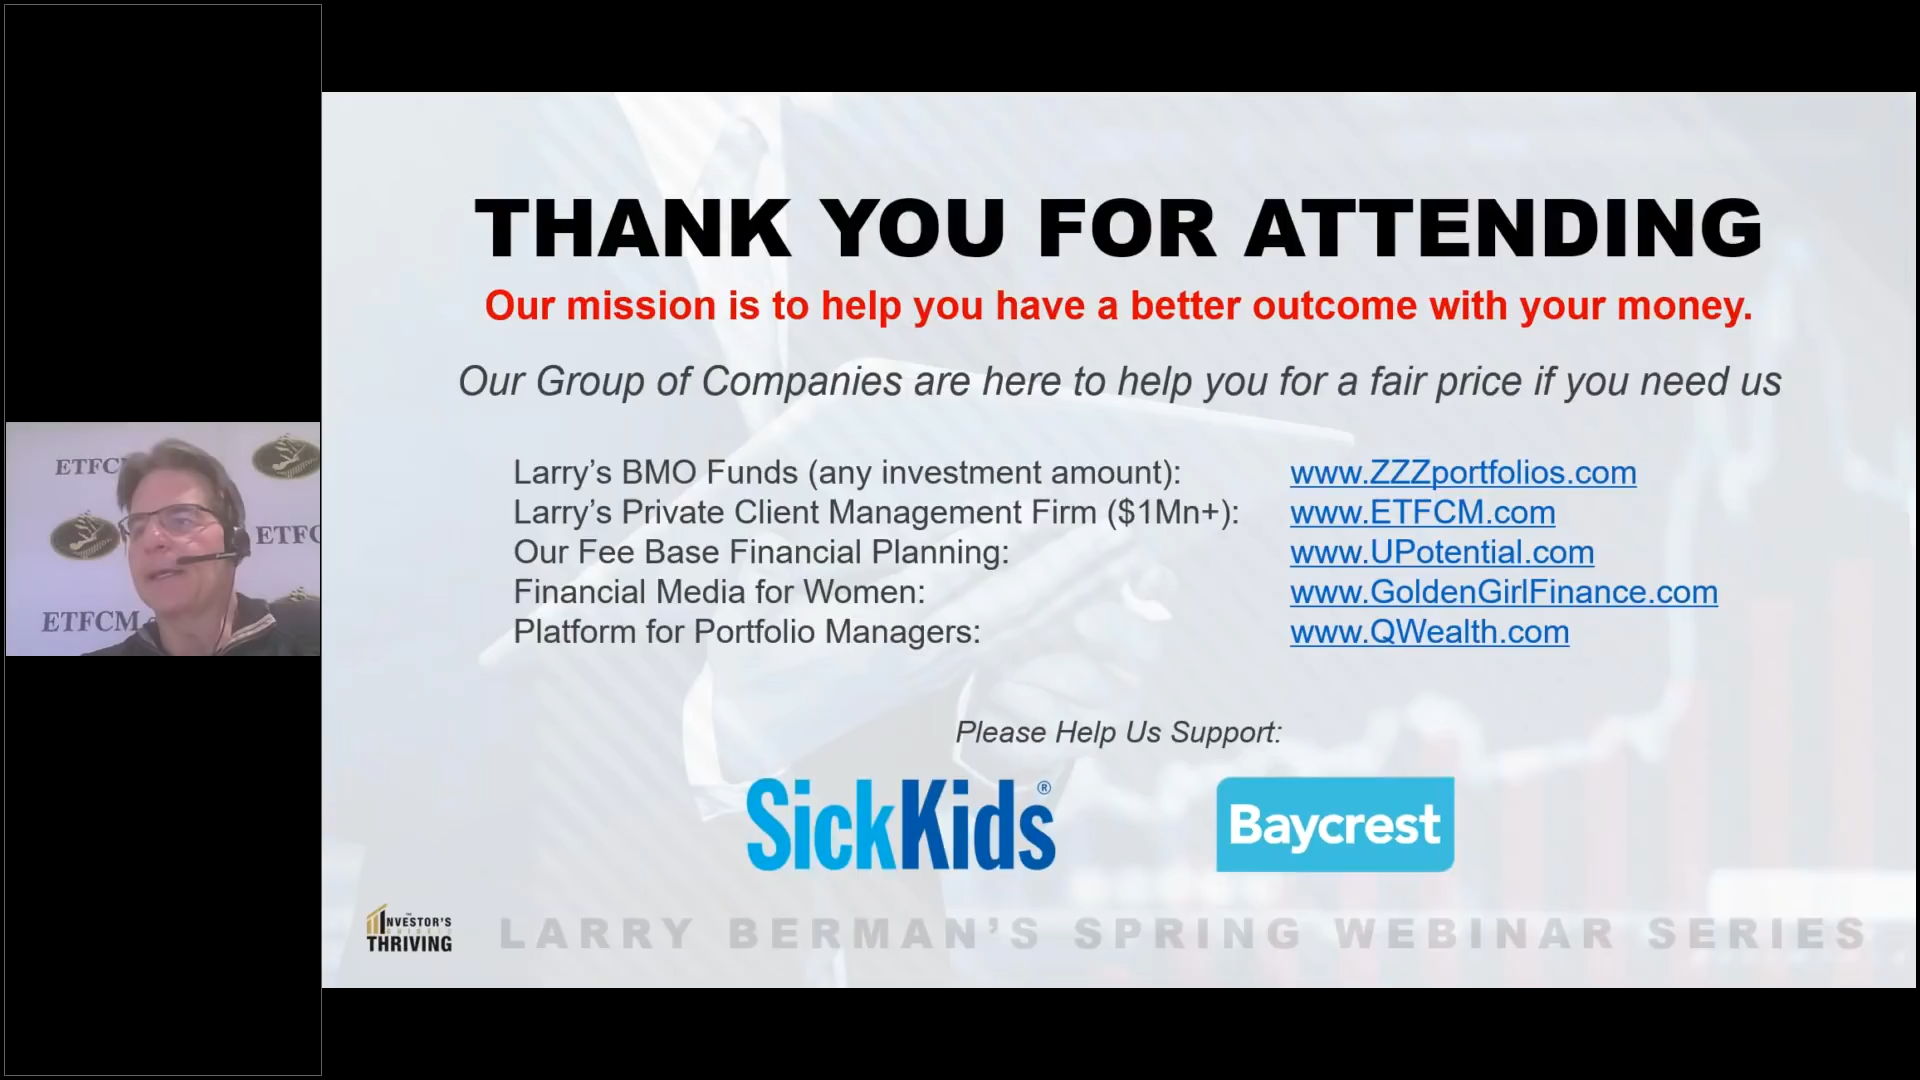 THANK YOU FOR ATTENDING
Our mission is to help you have a better outcome with your money.
Our Group of Companies are here to help you for a fair price if you need us
Larry’s BMO Funds (any investment amount): www.ZZZportfolios.com
Larry’s Private Client Management Firm ($1Mn+): www.ETFCM.com
Our Fee Base Financial Planning: www.UPotential.com
Financial Media for Women: www.GoldenGirlFinance.com
Platform for Portfolio Managers: www.QWealth.com
Please Help Us Support:
SickKids®
Baycrest
THE
INVESTOR'S
THRIVING
LARRY BERMAN’S SPRING WEBINAR SERIES
ETFC
ETFC
ETFCM